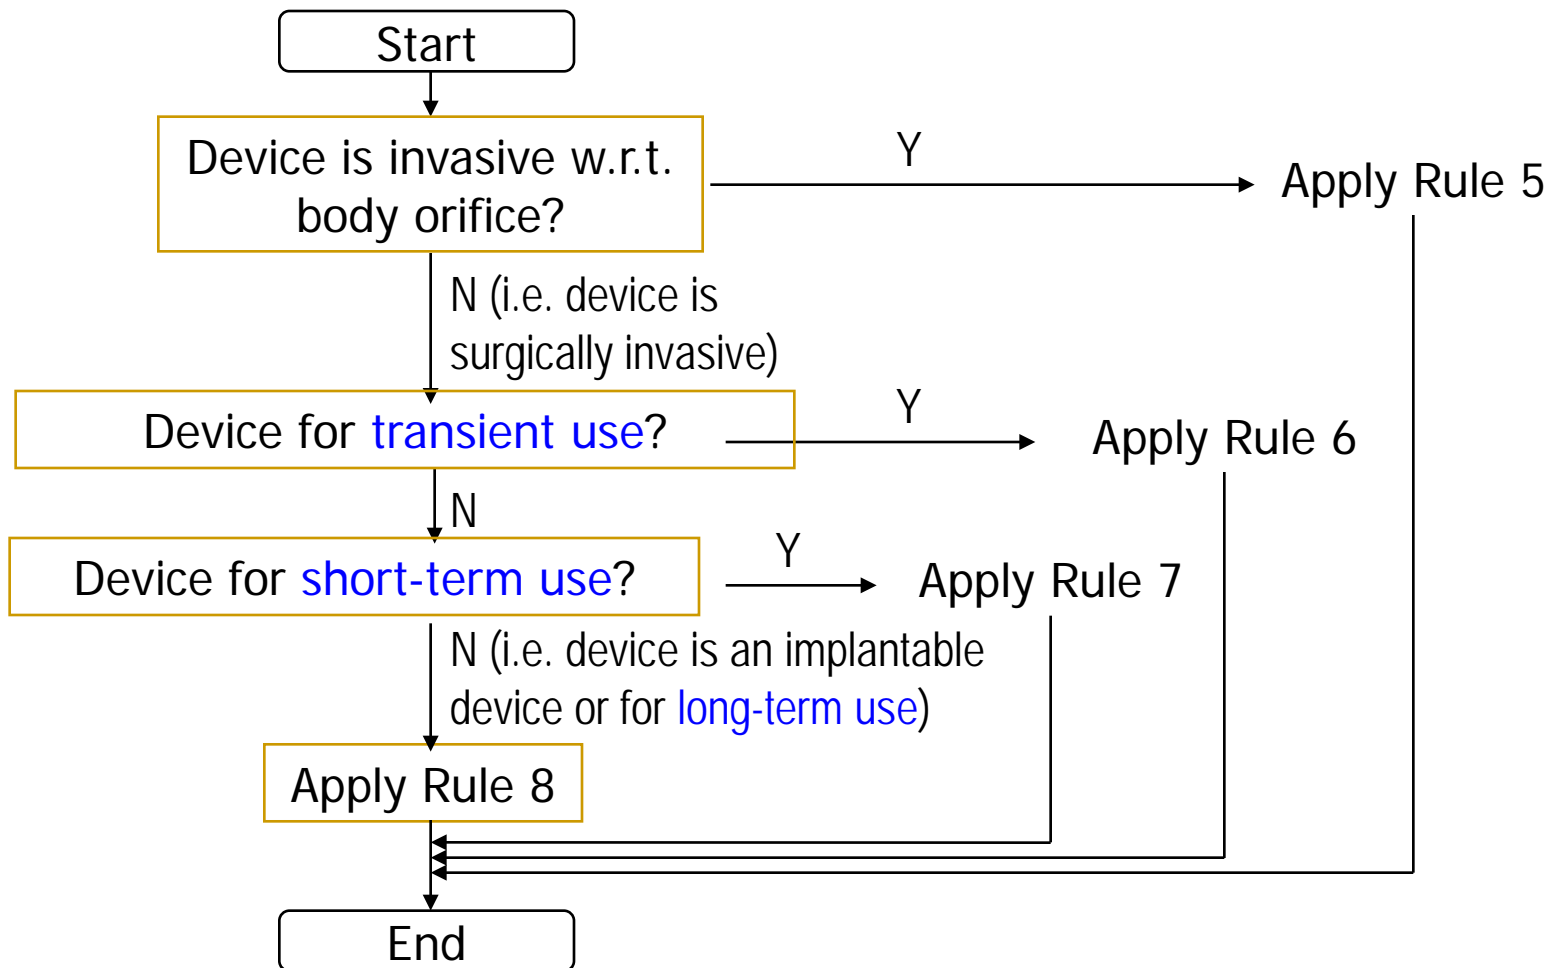 Start
Device is invasive w.r.t.
body orifice?
Y
Apply Rule 5
N (i.e. device is
surgically invasive)
Device for transient use?
Y
Apply Rule 6
N
Device for short-term use?
Y
Apply Rule 7
N (i.e. device is an implantable
device or for long-term use)
Apply Rule 8
End